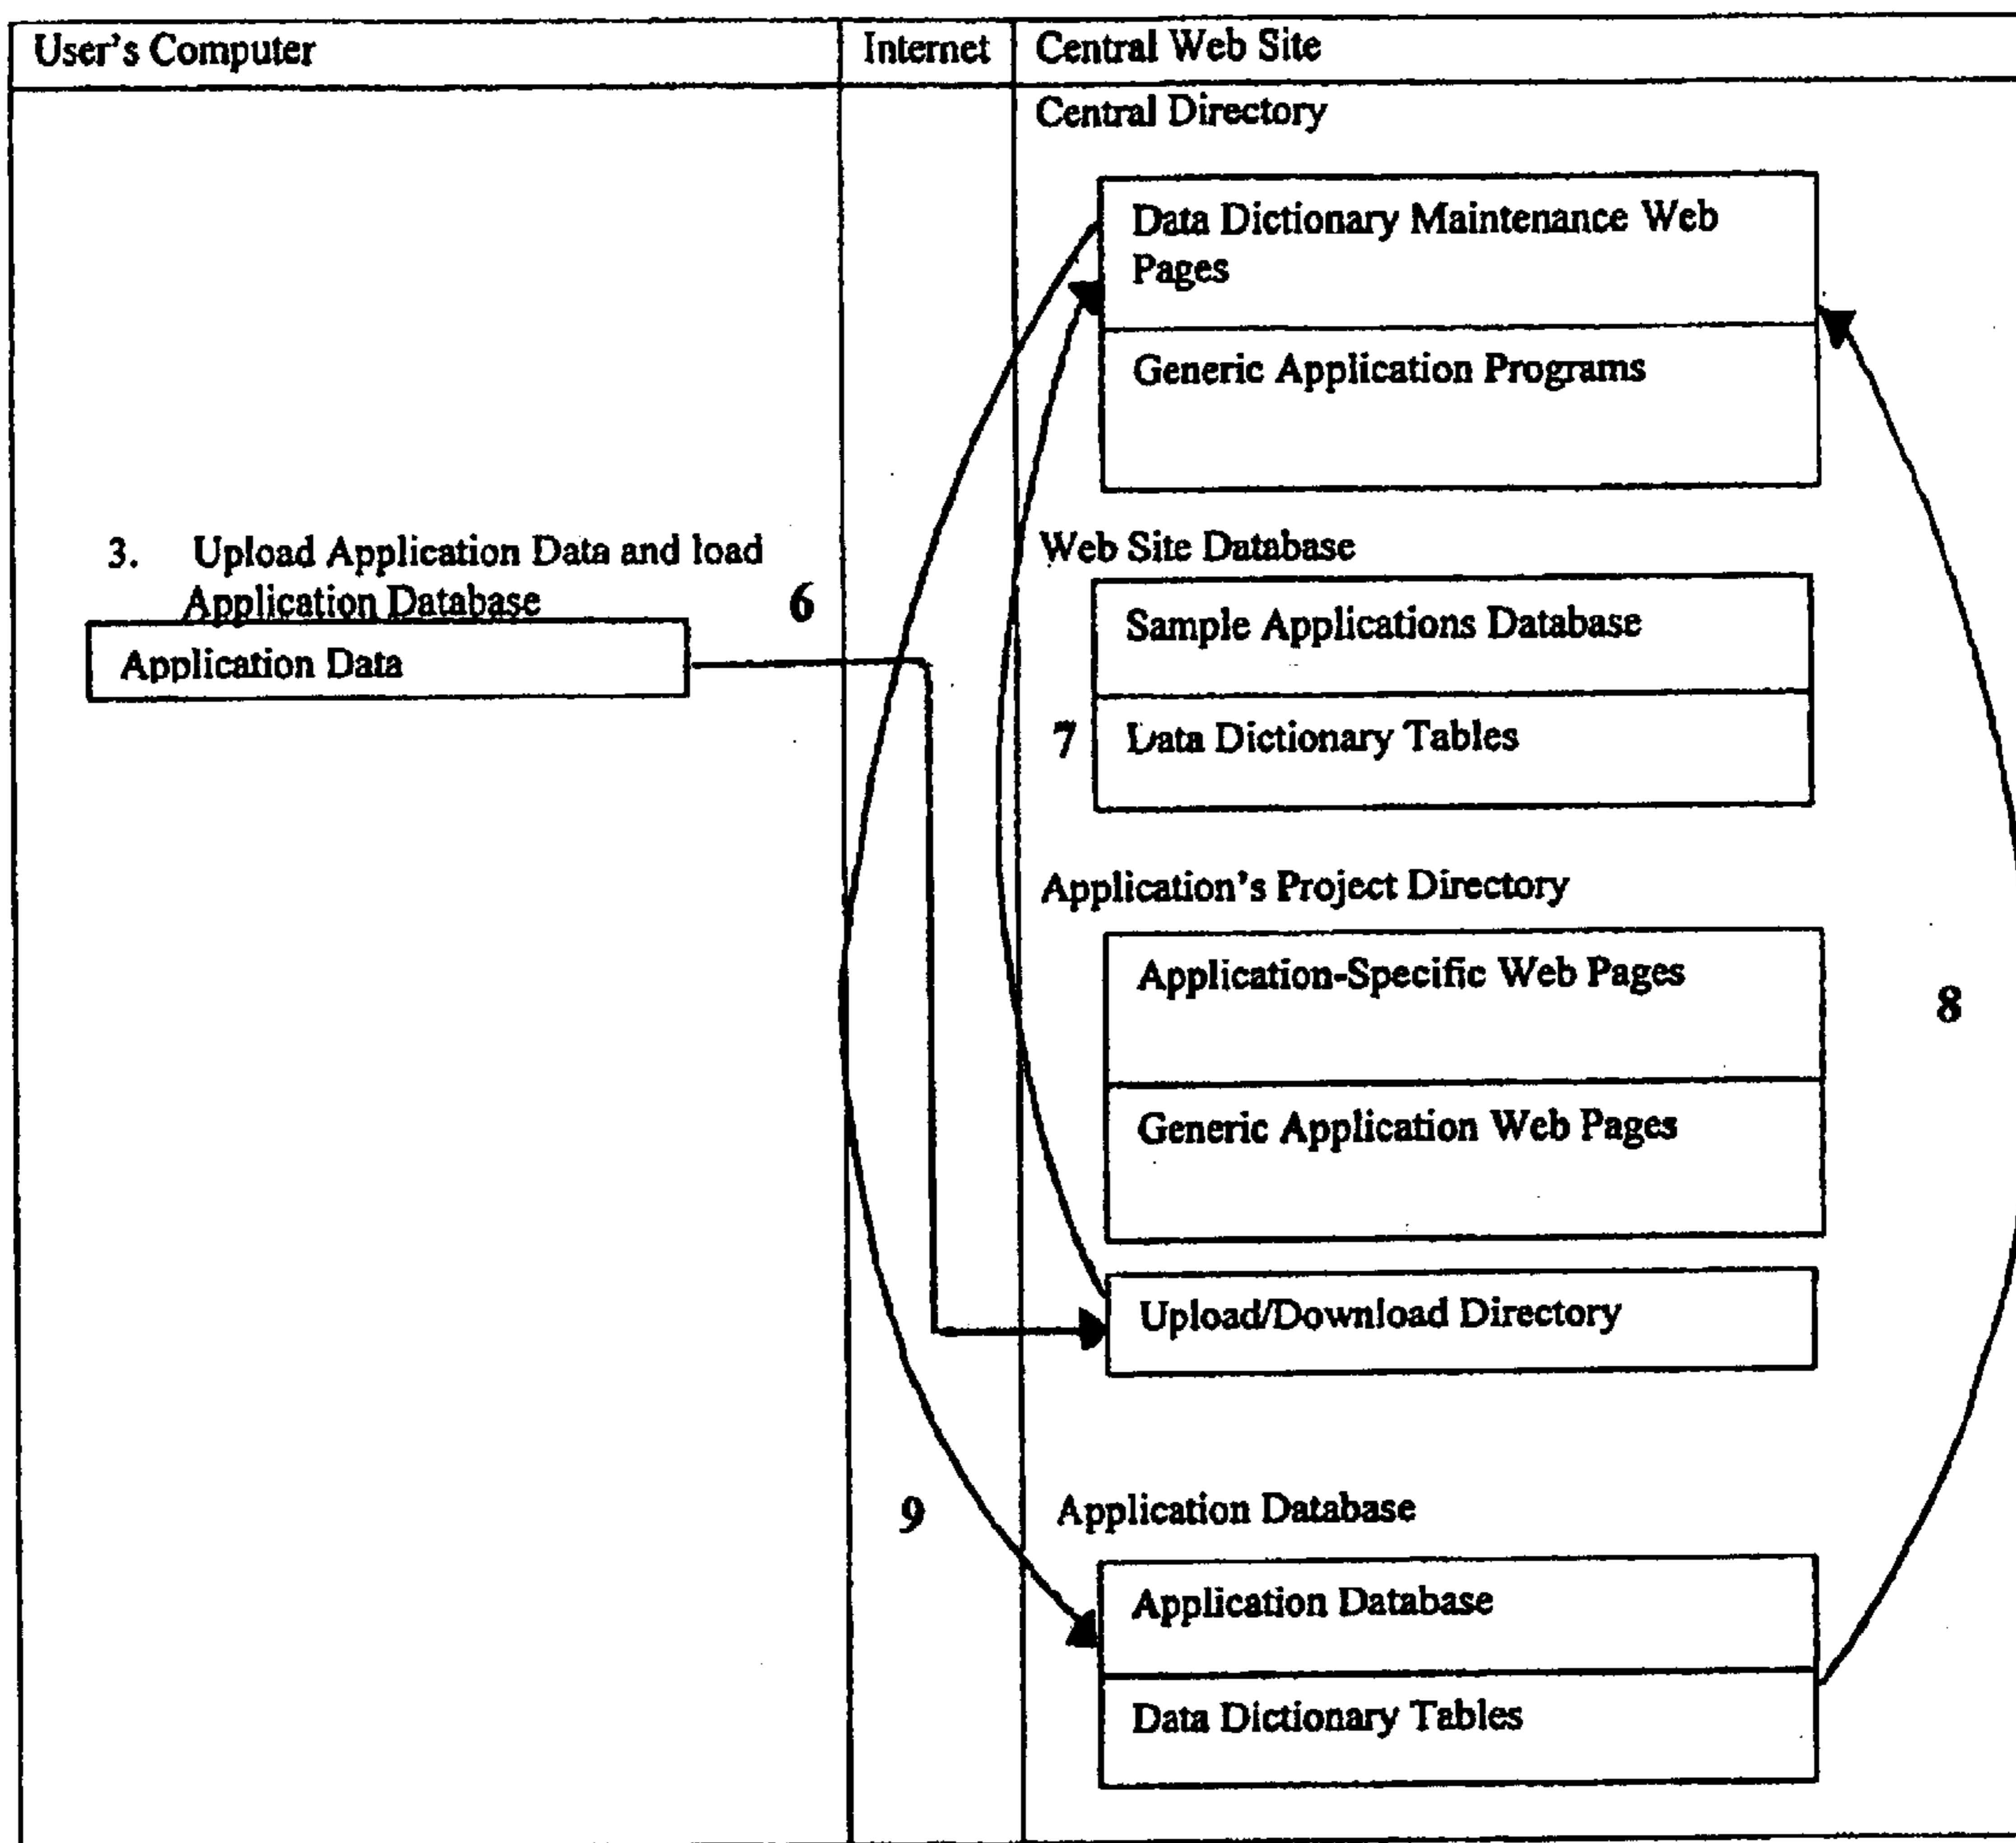 User's Computer
Internet
Central Web Site
Central Directory
Data Dictionary Maintenance Web
Pages
Generic Application Programs
3. Upload Application Data and load
Application Database
6
Application Data
Web Site Database
Sample Applications Database
7
Data Dictionary Tables
Application's Project Directory
Application-Specific Web Pages
8
Generic Application Web Pages
Upload/Download Directory
9
Application Database
Application Database
Data Dictionary Tables